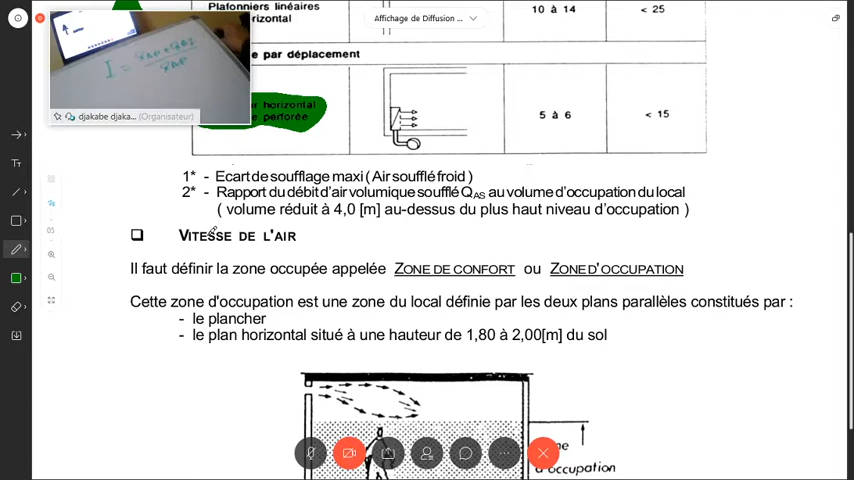 Plafonniers linéaires
horizontal
10 à 14
< 25
Affichage de Diffusion ...
e par déplacement
ur horizontal
e perforée
5 à 6
< 15
I =
djakabe djaka... (Organisateur)
1* - Ecart de soufflage maxi ( Air soufflé froid )
2* - Rapport du débit d'air volumique soufflé QAS au volume d'occupation du local
( volume réduit à 4,0 [m] au-dessus du plus haut niveau d'occupation )
VITESSE DE L'AIR
Il faut définir la zone occupée appelée ZONE DE CONFORT ou ZONE D'OCCUPATION
Cette zone d'occupation est une zone du local définie par les deux plans parallèles constitués par :
- le plancher
- le plan horizontal situé à une hauteur de 1,80 à 2,00[m] du sol
ne
d'occupation
05
Tт